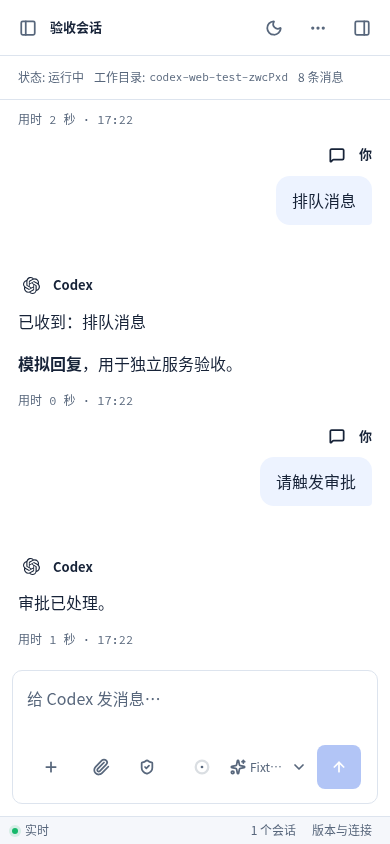 验收会话
状态: 运行中 工作目录: codex-web-test-zwcPxd 8 条消息
用时 2 秒 · 17:22
你
排队消息
Codex
已收到：排队消息
模拟回复，用于独立服务验收。
用时 0 秒 · 17:22
你
请触发审批
Codex
审批已处理。
用时 1 秒 · 17:22
给 Codex 发消息…
Fixt…
实时 1 个会话 版本与连接